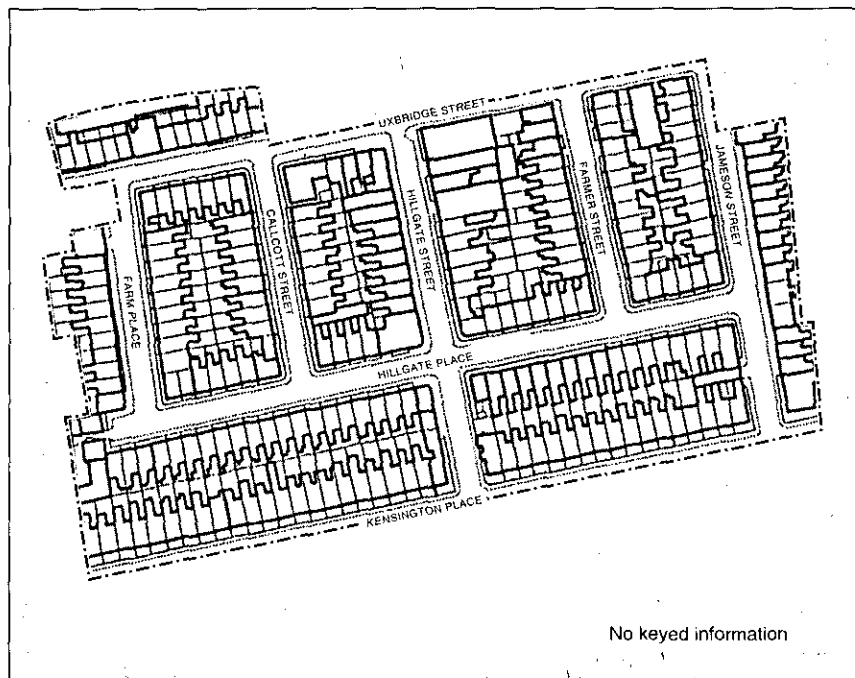 UXBRIDGE STREET
FARM PLACE
CALLCOTT STREET
HILLGATE STREET
FARMER STREET
JAMESON STREET
HILLGATE PLACE
KENSINGTON PLACE
No keyed information